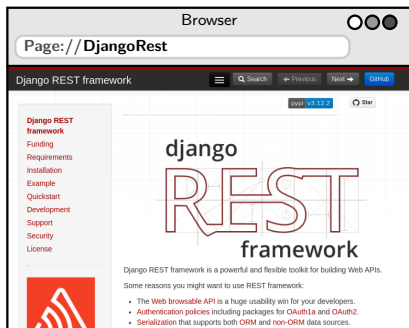 Browser
Page://DjangoRest
Django REST framework
Search
Previous
Next
GitHub
pypi v3.12.2
Star
Django REST
framework
Funding
Requirements
Installation
Example
Quickstart
Development
Support
Security
License
django
REST
framework
Django REST framework is a powerful and flexible toolkit for building Web APIs.
Some reasons you might want to use REST framework:
• The Web browsable API is a huge usability win for your developers.
• Authentication policies including packages for OAuth1a and OAuth2.
• Serialization that supports both ORM and non-ORM data sources.